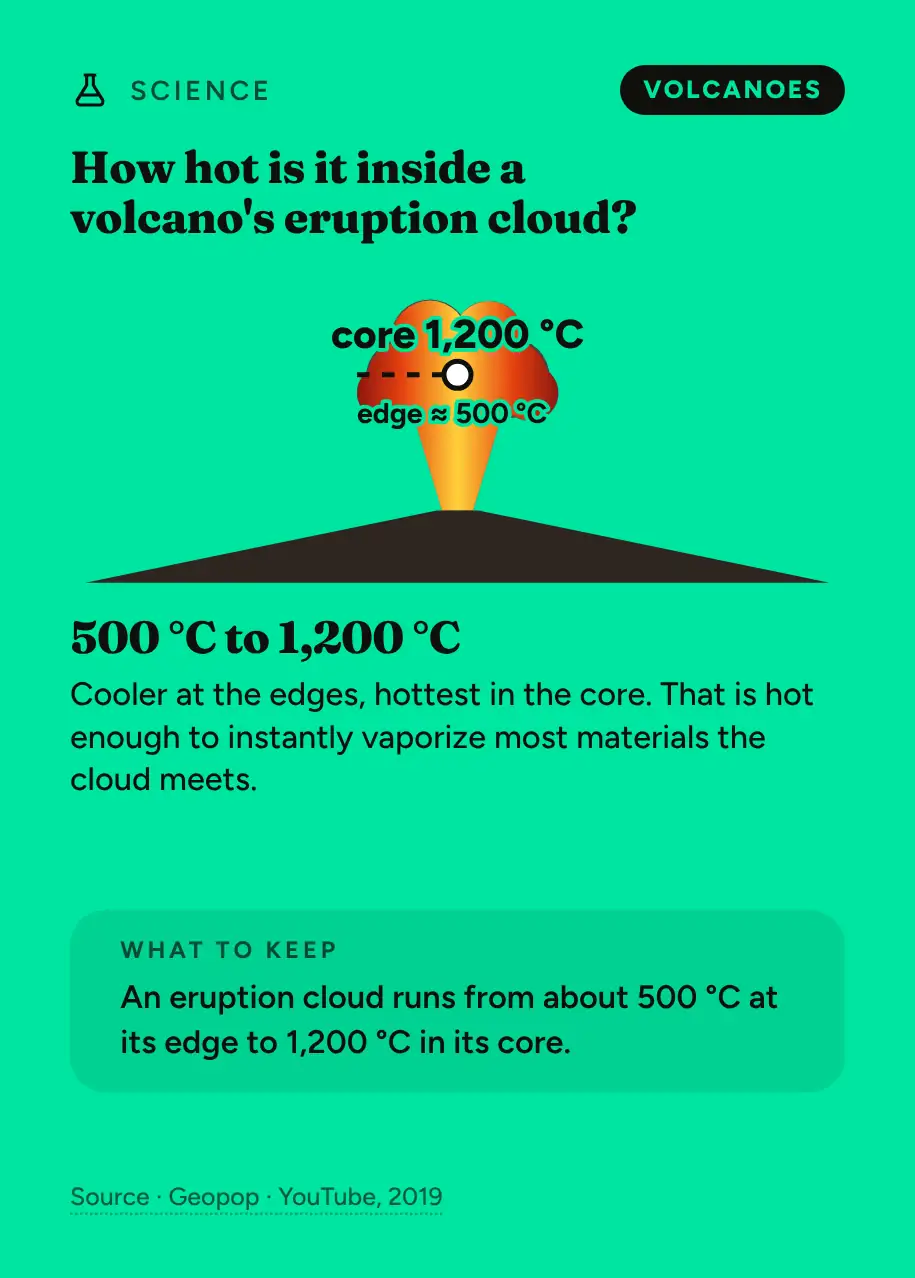 SCIENCE
VOLCANOES
How hot is it inside a
volcano's eruption cloud?
core 1,200 °C
edge ≈ 500 °C
500 °C to 1,200 °C
Cooler at the edges, hottest in the core. That is hot
enough to instantly vaporize most materials the
cloud meets.
WHAT TO KEEP
An eruption cloud runs from about 500 °C at
its edge to 1,200 °C in its core.
Source · Geopop · YouTube, 2019